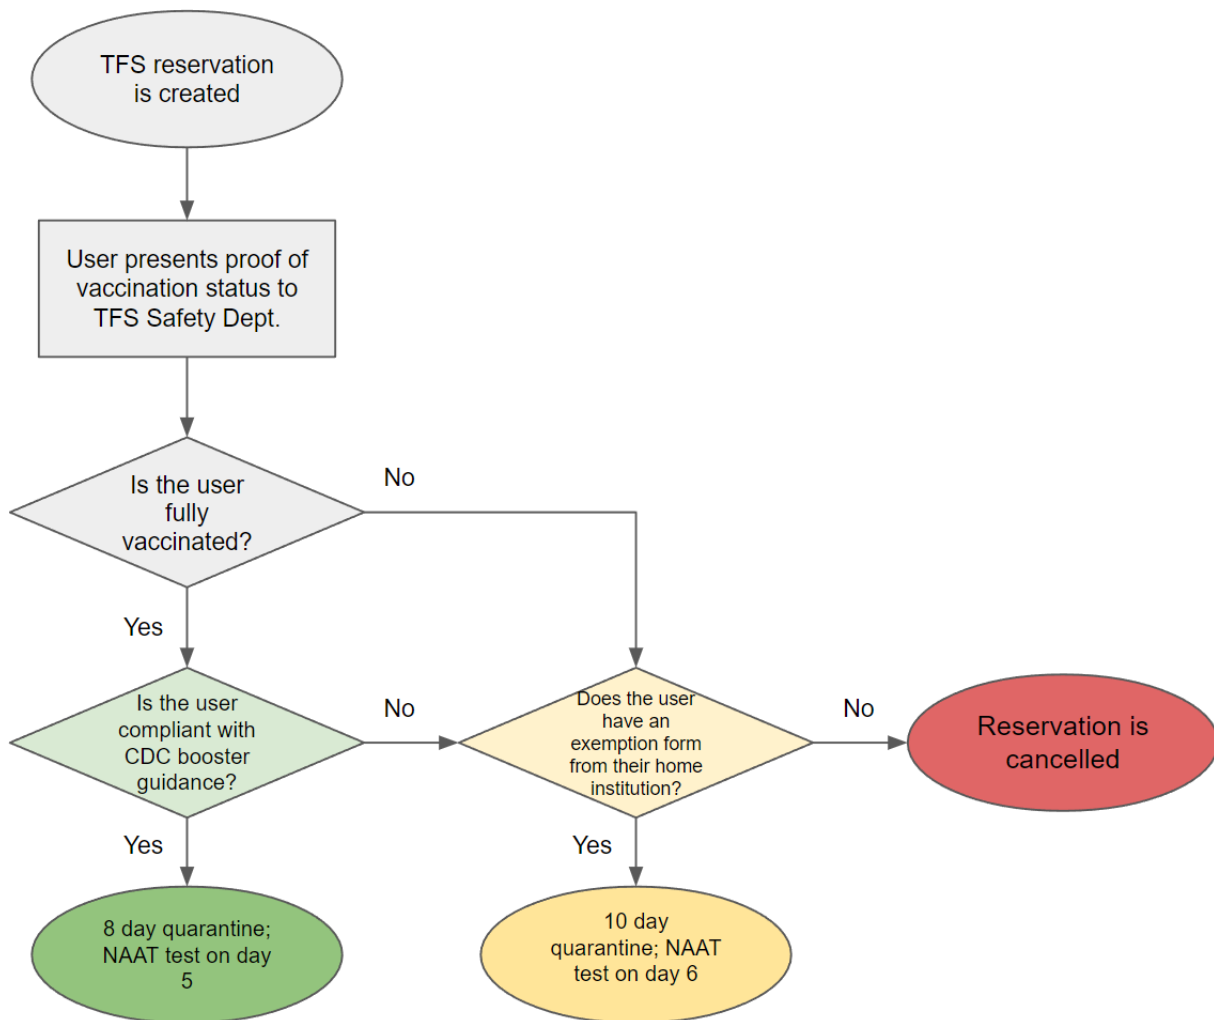 TFS reservation
is created
User presents proof of
vaccination status to
TFS Safety Dept.
Is the user
fully
vaccinated?
No
Yes
Is the user
compliant with
CDC booster
guidance?
No
Does the user
have an
exemption form
from their home
institution?
No
Reservation is
cancelled
Yes
8 day quarantine;
NAAT test on day
5
Yes
10 day
quarantine; NAAT
test on day 6